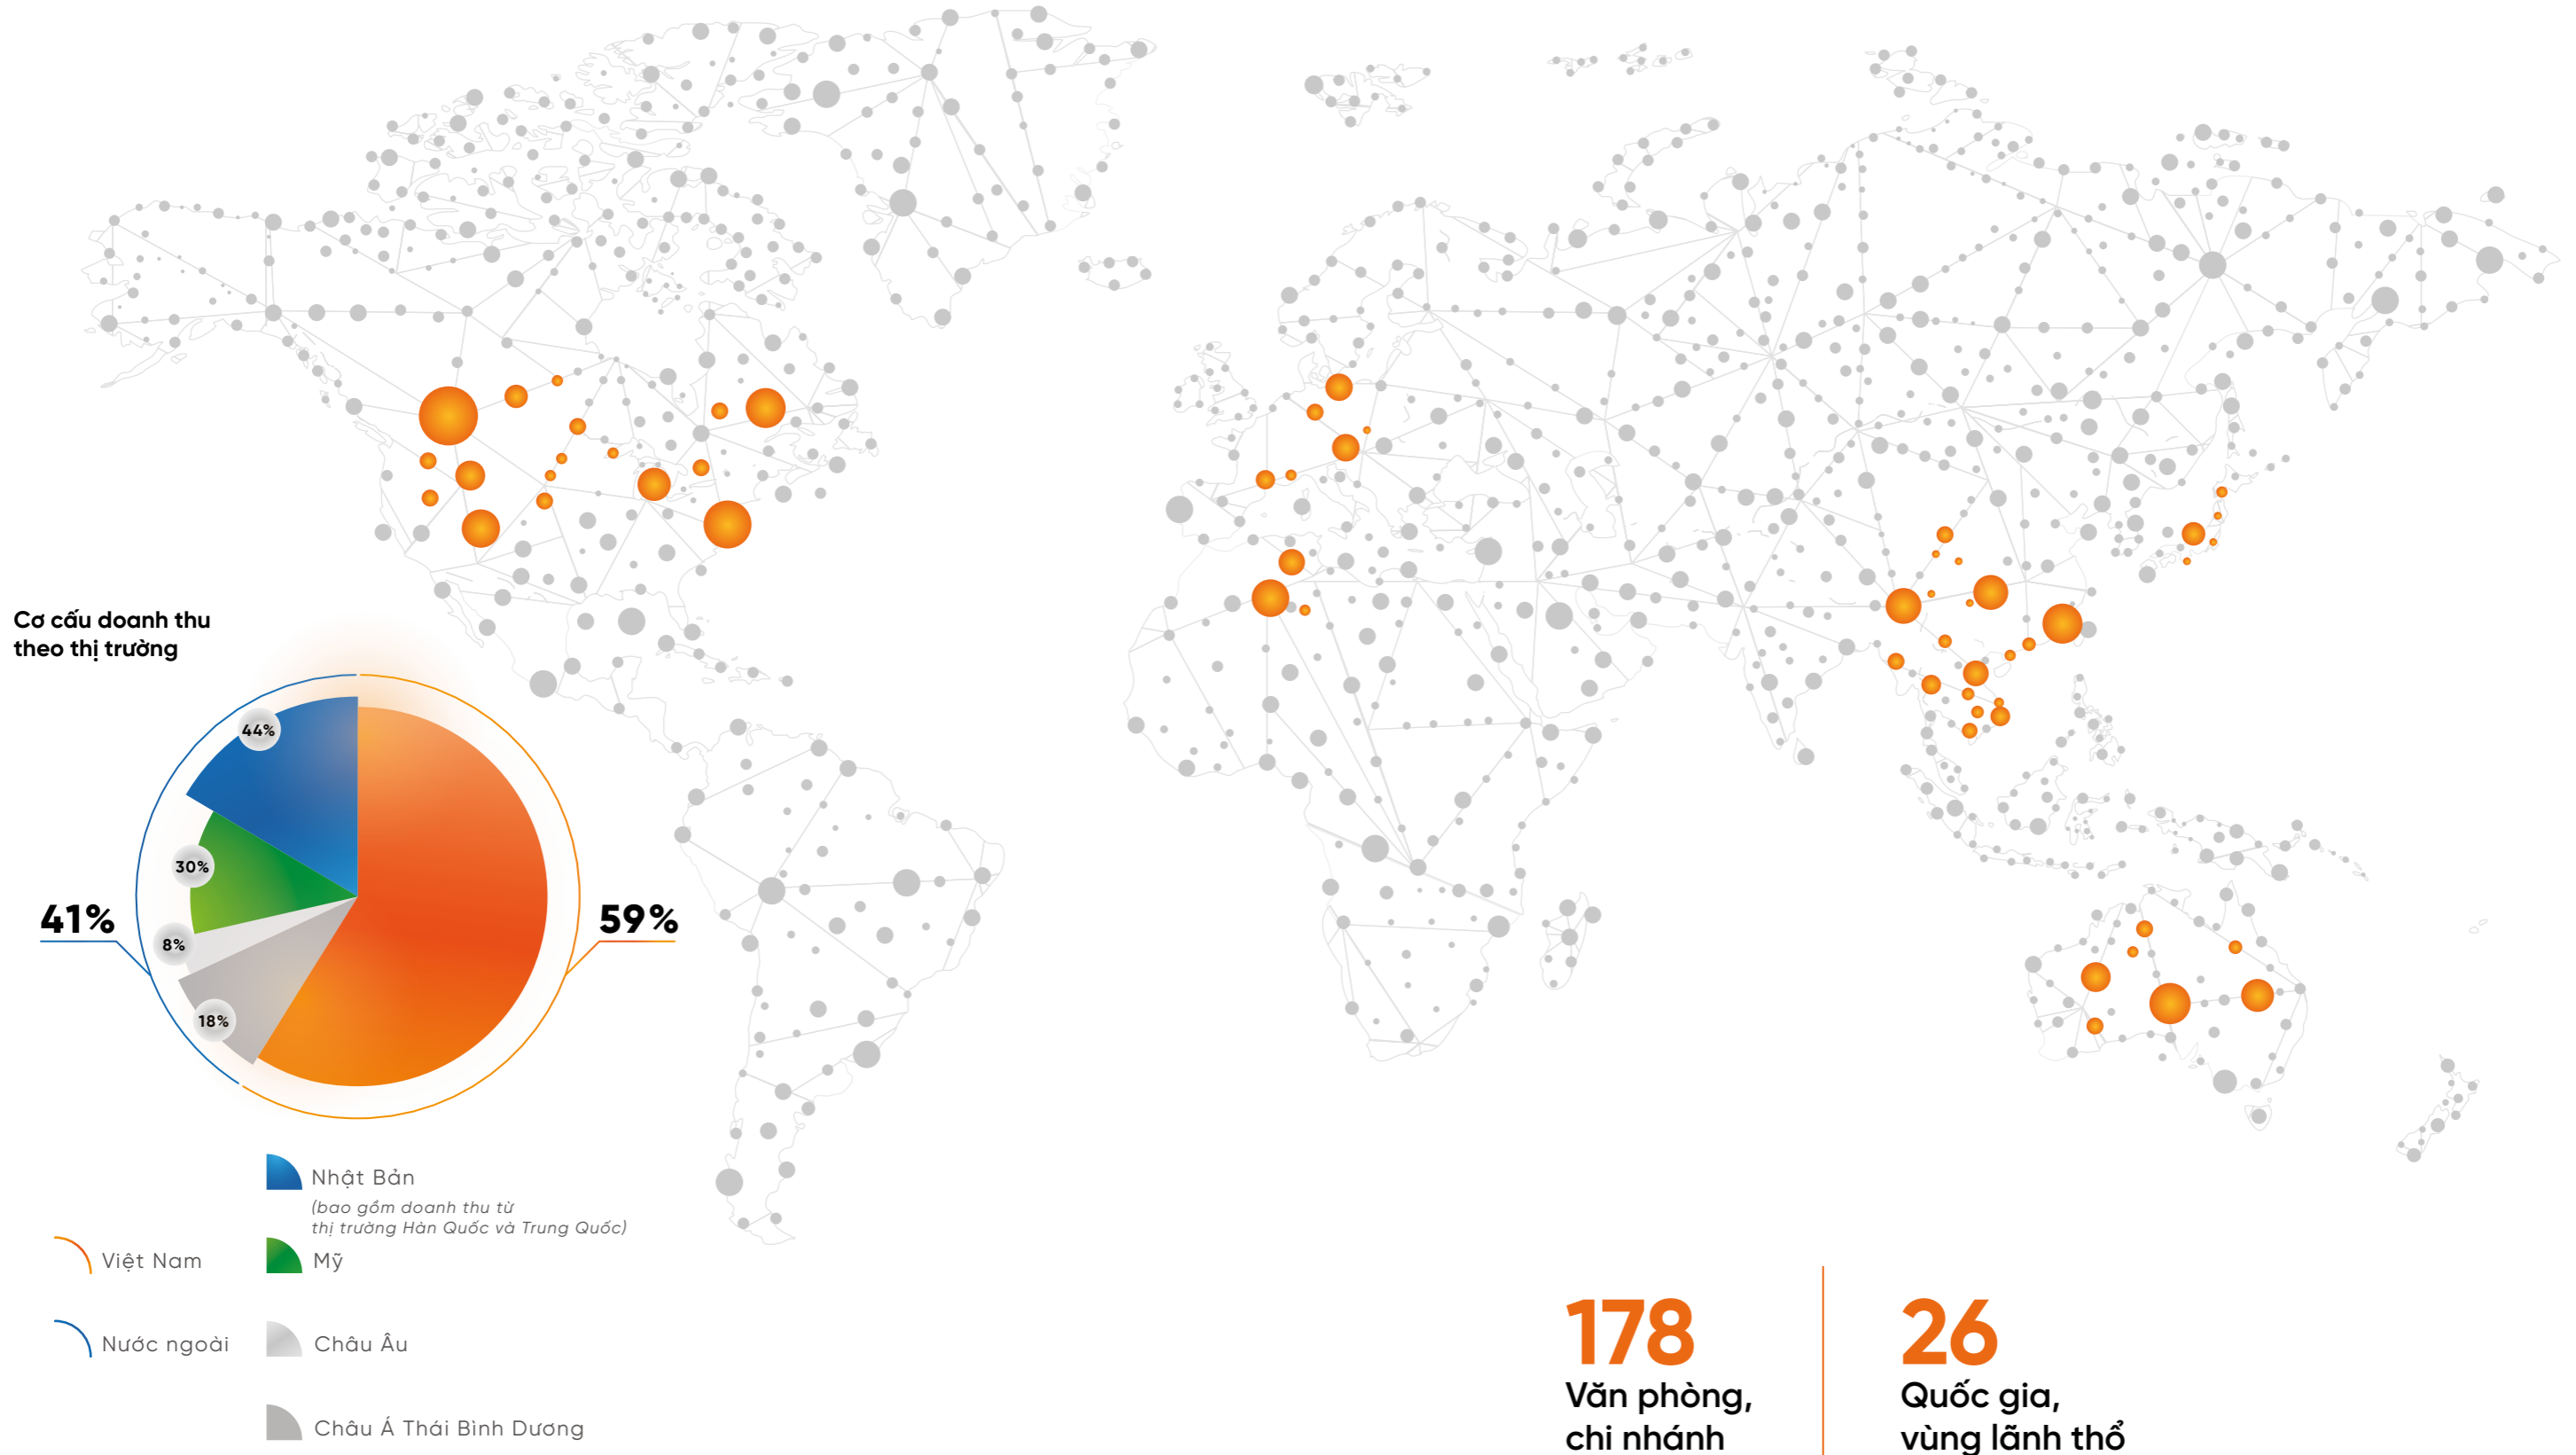 Cơ cấu doanh thu
theo thị trường
44%
30%
41%
59%
8%
18%
Nhật Bản
(bao gồm doanh thu từ
thị trường Hàn Quốc và Trung Quốc)
Việt Nam
Mỹ
Nước ngoài
Châu Âu
Châu Á Thái Bình Dương
178
Văn phòng,
chi nhánh
26
Quốc gia,
vùng lãnh thổ